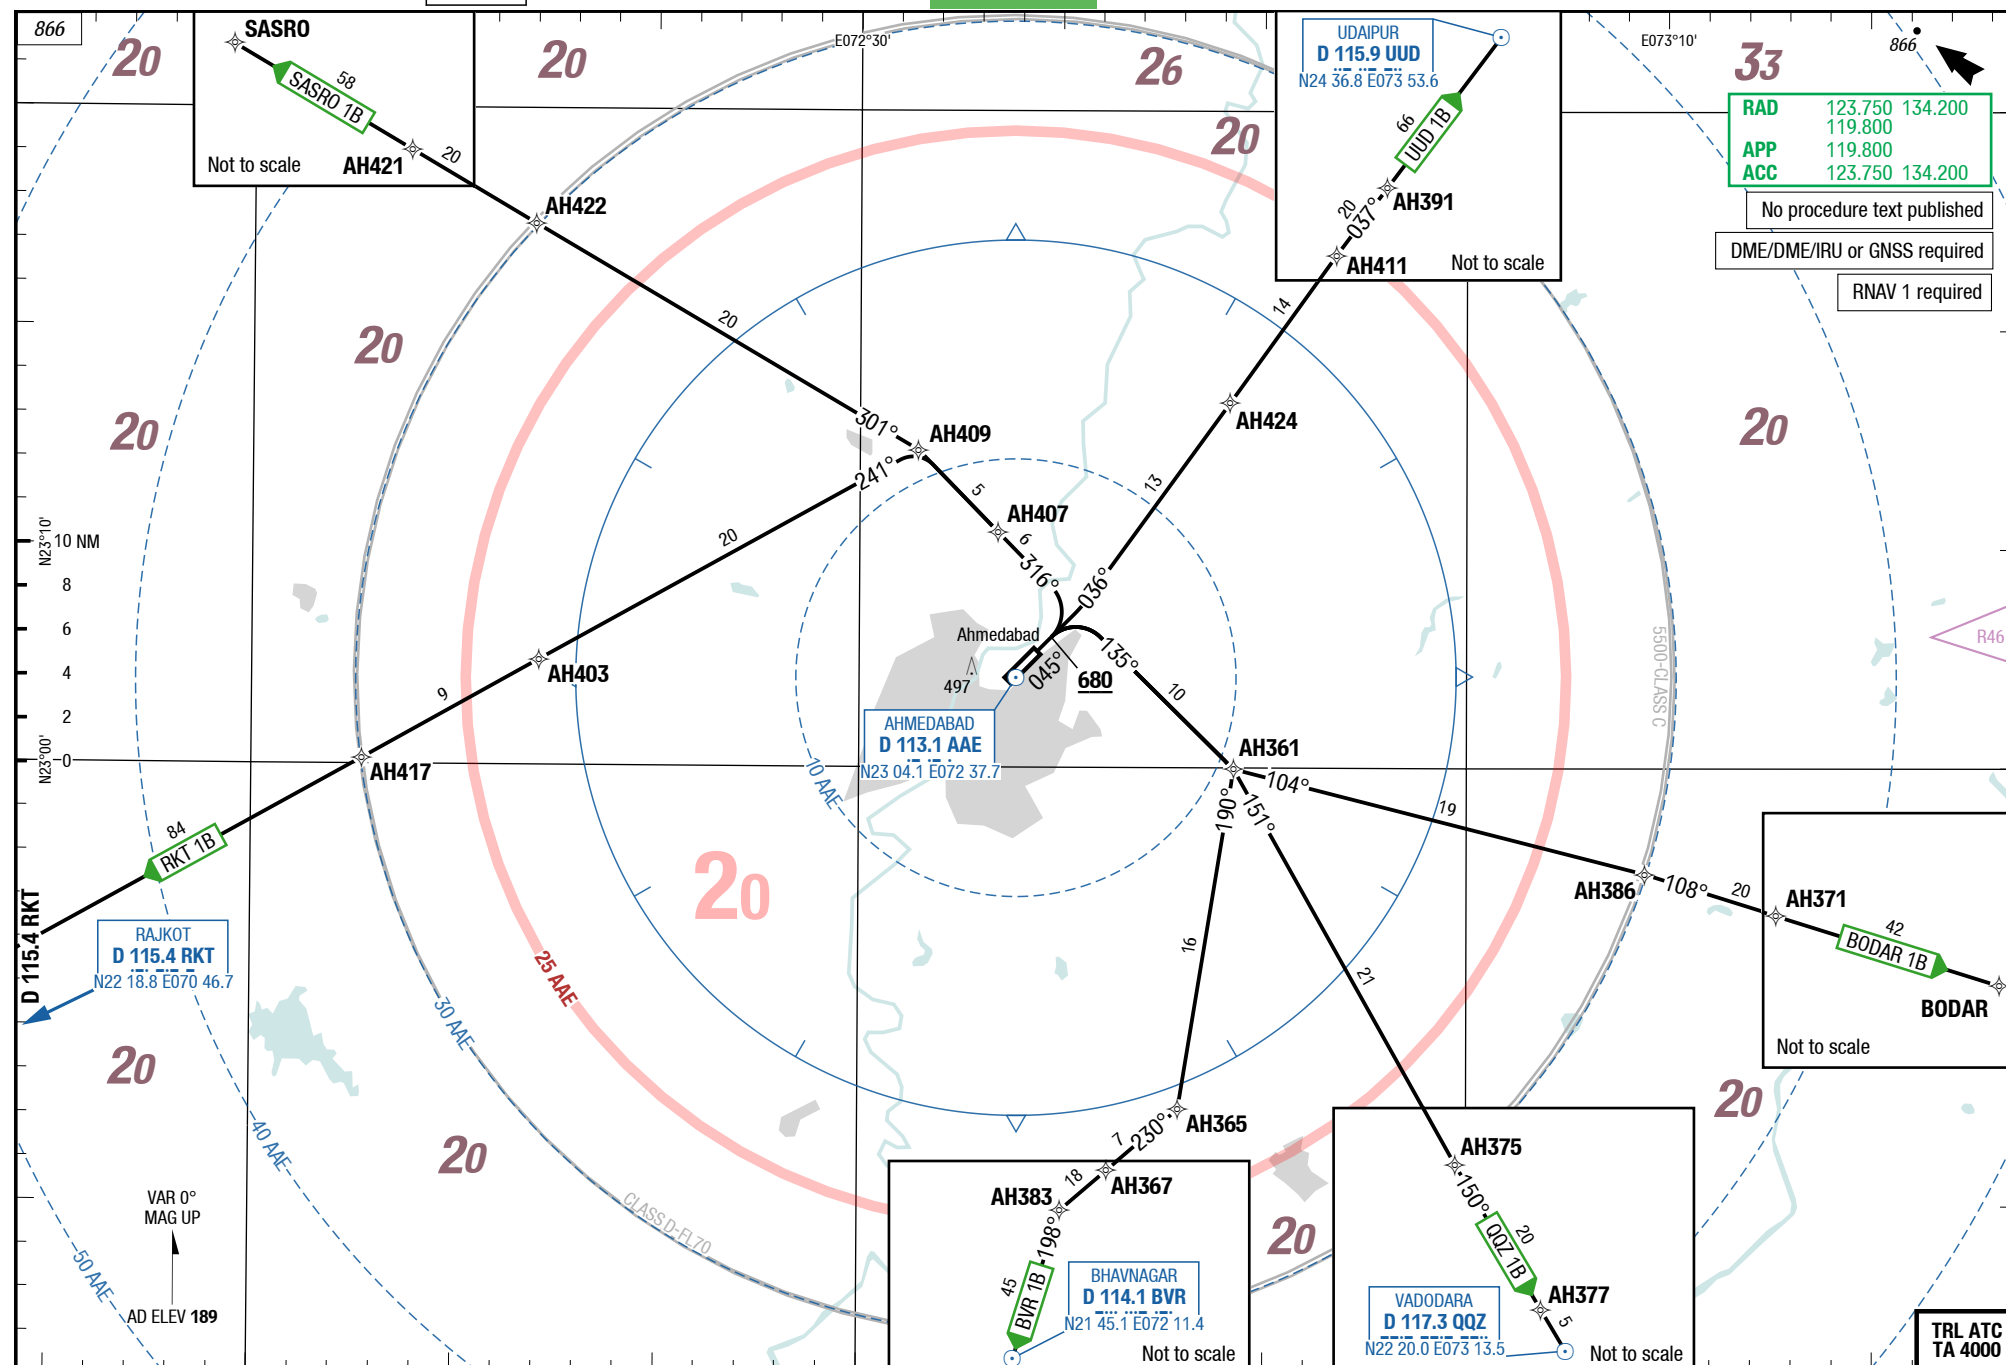 866
SASRO
58
SASRO 1B
20
AH421
Not to scale
20
20
E072°30'
26
20
UDAIPUR
D 115.9 UUD
N24 36.8 E073 53.6
66
UUD 1B
AH391
20
037°
AH411
Not to scale
E073°10'
33
866
RAD 123.750 134.200
119.800
APP 119.800
ACC 123.750 134.200
No procedure text published
DME/DME/IRU or GNSS required
RNAV 1 required
AH422
20
20
20
20
14
AH424
13
301°
AH409
241°
5
AH407
6
316°
036°
20
N23°10'
10 NM
8
6
4
2
0
N23°00'
AH403
9
AH417
84
RKT 1B
D 115.4 RKT
RAJKOT
D 115.4 RKT
N22 18.8 E070 46.7
Ahmedabad
497
045°
680
135°
10
AHMEDABAD
D 113.1 AAE
N23 04.1 E072 37.7
10 AAE
AH361
104°
190°
151°
19
5500-CLASS C
R46
20
25 AAE
30 AAE
40 AAE
50 AAE
CLASS D-FL70
16
21
AH386
108°
20
AH371
42
BODAR 1B
BODAR
Not to scale
20
20
20
20
VAR 0°
MAG UP
AD ELEV 189
AH365
230°
7
AH367
18
AH383
198°
45
BVR 1B
BHAVNAGAR
D 114.1 BVR
N21 45.1 E072 11.4
Not to scale
AH375
150°
20
QQZ 1B
AH377
5
VADODARA
D 117.3 QQZ
N22 20.0 E073 13.5
Not to scale
TRL ATC
TA 4000